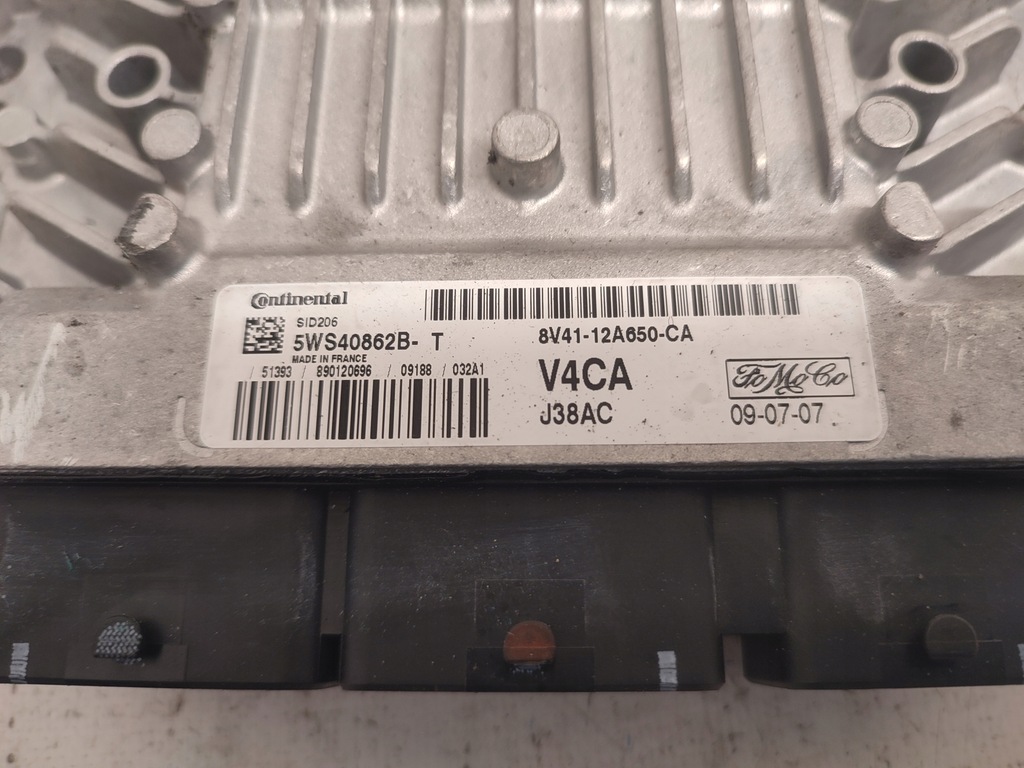 Continental
SID206
5WS40862B- T
MADE IN FRANCE
/ 51393 / 890120696 / 09188 / 032A1
8V41-12A650-CA
V4CA
FoMoCo
J38AC
09-07-07